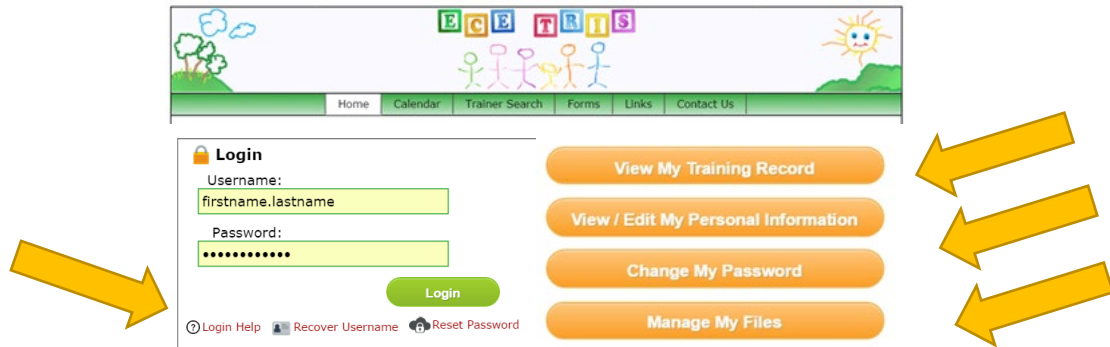 ECE TRIS
Home Calendar Trainer Search Forms Links Contact Us
Login
Username:
firstname.lastname
Password:
••••••••••••
Login
Login Help Recover Username Reset Password
View My Training Record
View / Edit My Personal Information
Change My Password
Manage My Files